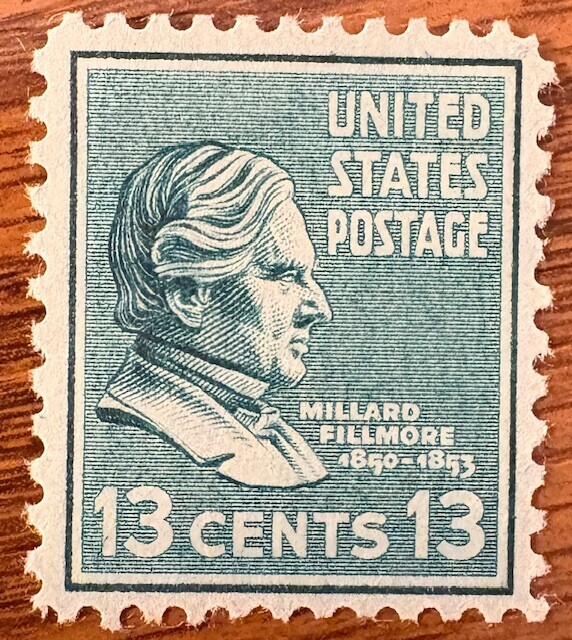 UNITED
STATES
POSTAGE
MILLARD
FILLMORE
1850-1853
13 CENTS 13